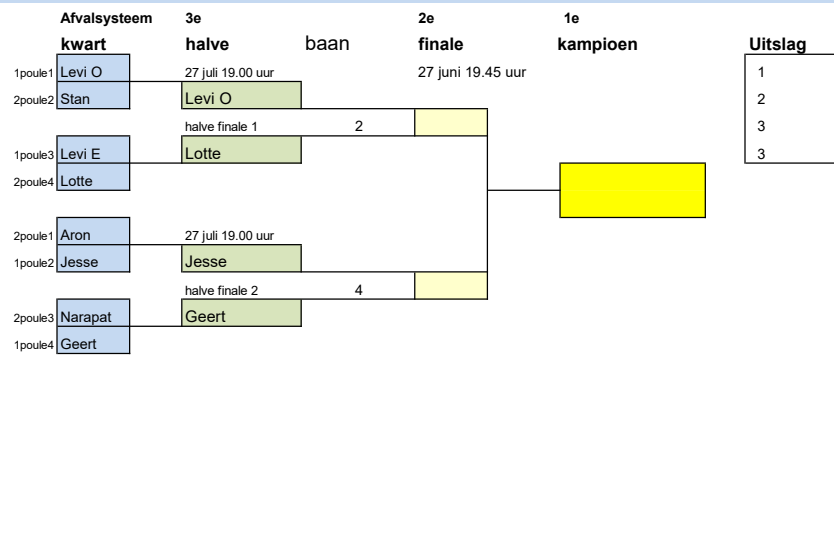 Afvalsysteem 3e 2e 1e
kwart halve baan finale kampioen Uitslag
1poule1 Levi O 27 juli 19.00 uur 27 juni 19.45 uur 1
2poule2 Stan Levi O 2
halve finale 1 2 3
1poule3 Levi E Lotte 3
2poule4 Lotte
2poule1 Aron 27 juli 19.00 uur
1poule2 Jesse Jesse
halve finale 2 4
2poule3 Narapat Geert
1poule4 Geert